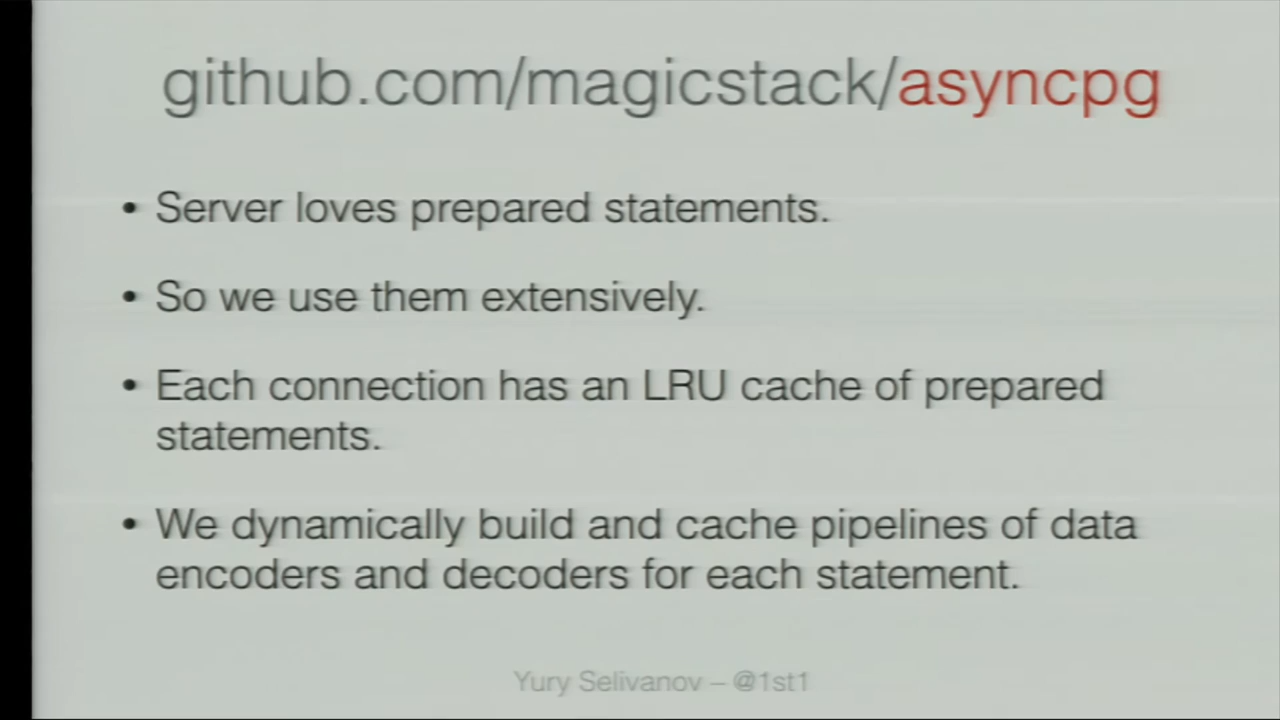 github.com/magicstack/asyncpg
• Server loves prepared statements.
• So we use them extensively.
• Each connection has an LRU cache of prepared
statements.
• We dynamically build and cache pipelines of data
encoders and decoders for each statement.
Yury Selivanov – @1st1